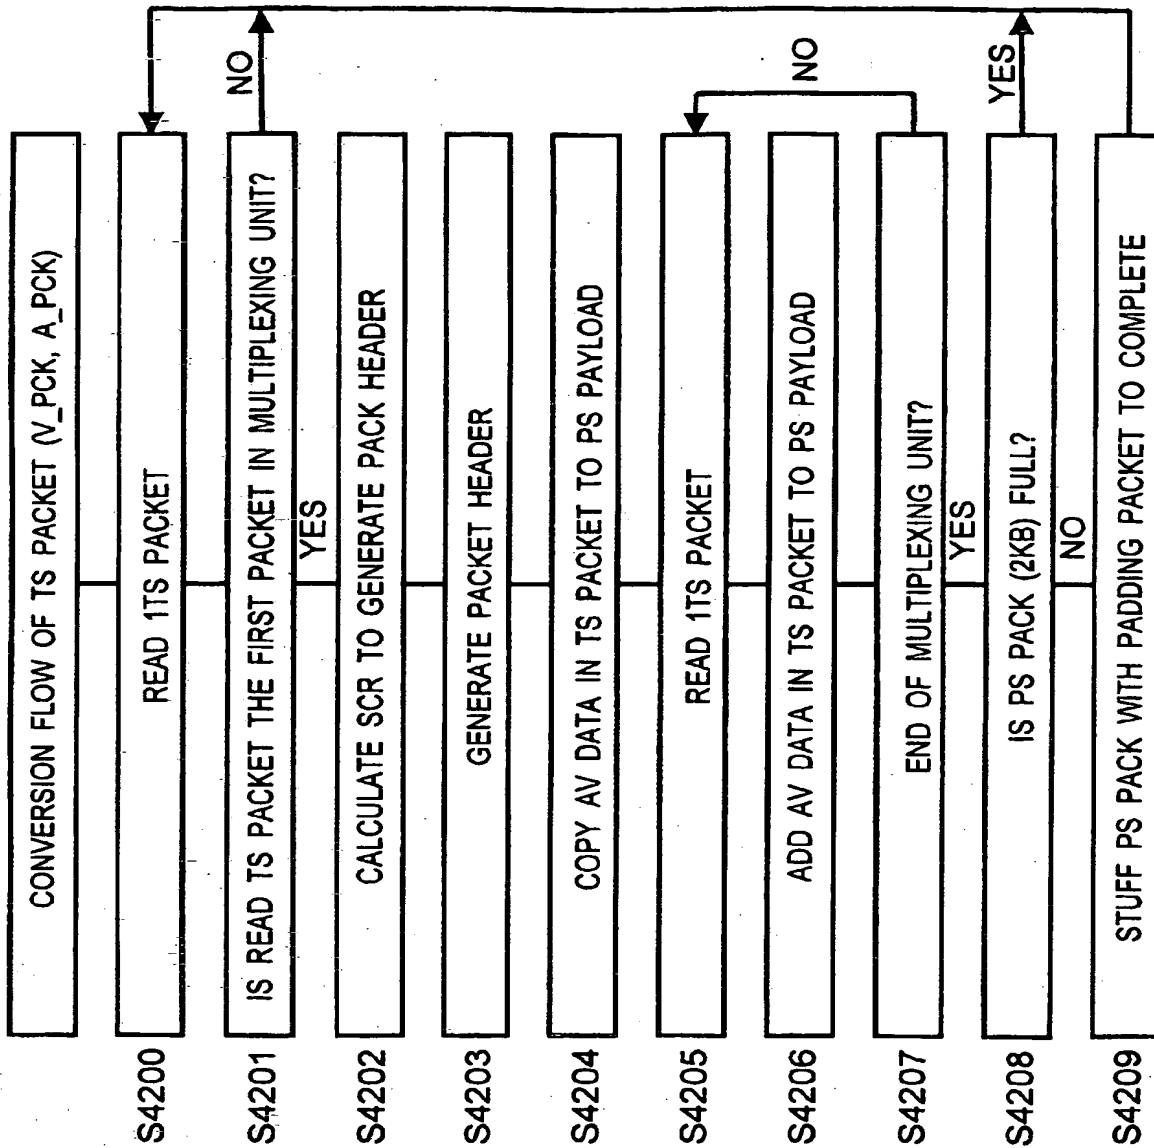 CONVERSION FLOW OF TS PACKET (V_PCK, A_PCK)
S4200
READ 1TS PACKET
S4201
IS READ TS PACKET THE FIRST PACKET IN MULTIPLEXING UNIT?
NO
YES
S4202
CALCULATE SCR TO GENERATE PACK HEADER
S4203
GENERATE PACKET HEADER
S4204
COPY AV DATA IN TS PACKET TO PS PAYLOAD
S4205
READ 1TS PACKET
S4206
ADD AV DATA IN TS PACKET TO PS PAYLOAD
NO
S4207
END OF MULTIPLEXING UNIT?
YES
S4208
IS PS PACK (2KB) FULL?
YES
NO
S4209
STUFF PS PACK WITH PADDING PACKET TO COMPLETE